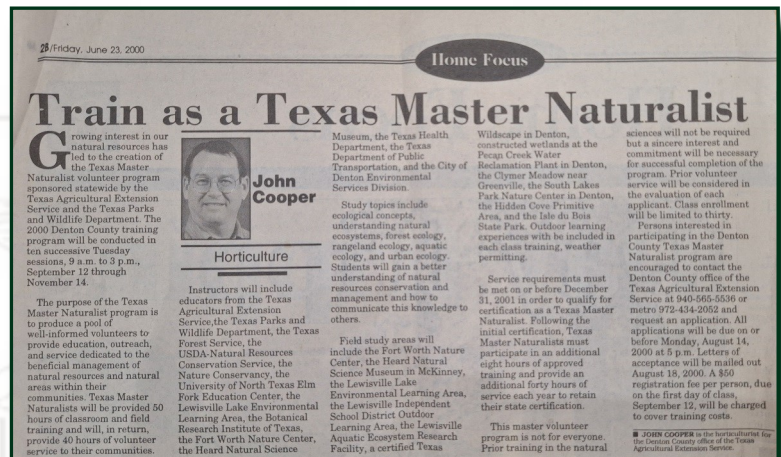 2B/Friday, June 23, 2000
Home Focus
Train as a Texas Master Naturalist
Growing interest in our
natural resources has
led to the creation of
the Texas Master
Naturalist volunteer program
sponsored statewide by the
Texas Agricultural Extension
Service and the Texas Parks
and Wildlife Department. The
2000 Denton County training
program will be conducted in
ten successive Tuesday
sessions, 9 a.m. to 3 p.m.,
September 12 through
November 14.
The purpose of the Texas
Master Naturalist program is
to produce a pool of
well-informed volunteers to
provide education, outreach,
and service dedicated to the
beneficial management of
natural resources and natural
areas within their
communities. Texas Master
Naturalists will be provided 50
hours of classroom and field
training and will, in return,
provide 40 hours of volunteer
service to their communities.
John
Cooper
Horticulture
Instructors will include
educators from the Texas
Agricultural Extension
Service,the Texas Parks and
Wildlife Department, the Texas
Forest Service, the
USDA-Natural Resources
Conservation Service, the
Nature Conservancy, the
University of North Texas Elm
Fork Education Center, the
Lewisville Lake Environmental
Learning Area, the Botanical
Research Institute of Texas,
the Fort Worth Nature Center,
the Heard Natural Science
Museum, the Texas Health
Department, the Texas
Department of Public
Transportation, and the City of
Denton Environmental
Services Division.
Study topics include
ecological concepts,
understanding natural
ecosystems, forest ecology,
rangeland ecology, aquatic
ecology, and urban ecology.
Students will gain a better
understanding of natural
resources conservation and
management and how to
communicate this knowledge to
others.
Field study areas will
include the Fort Worth Nature
Center, the Heard Natural
Science Museum in McKinney,
the Lewisville Lake
Environmental Learning Area,
the Lewisville Independent
School District Outdoor
Learning Area, the Lewisville
Aquatic Ecosystem Research
Facility, a certified Texas
Wildscape in Denton,
constructed wetlands at the
Pecan Creek Water
Reclamation Plant in Denton,
the Clymer Meadow near
Greenville, the South Lakes
Park Nature Center in Denton,
the Hidden Cove Primitive
Area, and the Isle du Bois
State Park. Outdoor learning
experiences with be included in
each class training, weather
permitting.
Service requirements must
be met on or before December
31, 2001 in order to qualify for
certification as a Texas Master
Naturalist. Following the
initial certification, Texas
Master Naturalists must
participate in an additional
eight hours of approved
training and provide an
additional forty hours of
service each year to retain
their state certification.
This master volunteer
program is not for everyone.
Prior training in the natural
sciences will not be required
but a sincere interest and
commitment will be necessary
for successful completion of the
program. Prior volunteer
service will be considered in
the evaluation of each
applicant. Class enrollment
will be limited to thirty.
Persons interested in
participating in the Denton
County Texas Master
Naturalist program are
encouraged to contact the
Denton County office of the
Texas Agricultural Extension
Service at 940-565-5536 or
metro 972-434-2052 and
request an application. All
applications will be due on or
before Monday, August 14,
2000 at 5 p.m. Letters of
acceptance will be mailed out
August 18, 2000. A $50
registration fee per person, due
on the first day of class,
September 12, will be charged
to cover training costs.
■ JOHN COOPER is the horticulturist for
the Denton County office of the Texas
Agricultural Extension Service.